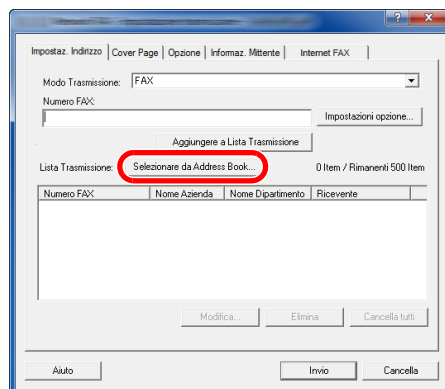 Impostaz. Indirizzo Cover Page Opzione Informaz. Mittente Internet FAX
Modo Trasmissione: FAX
Numero FAX:
Impostazioni opzione...
Aggiungere a Lista Trasmissione
Lista Trasmissione: Selezionare da Address Book... 0 Item / Rimanenti 500 Item
Numero FAX Nome Azienda Nome Dipartimento Ricevente
Modifica... Elimina Cancella tutti
Aiuto Invio Cancella